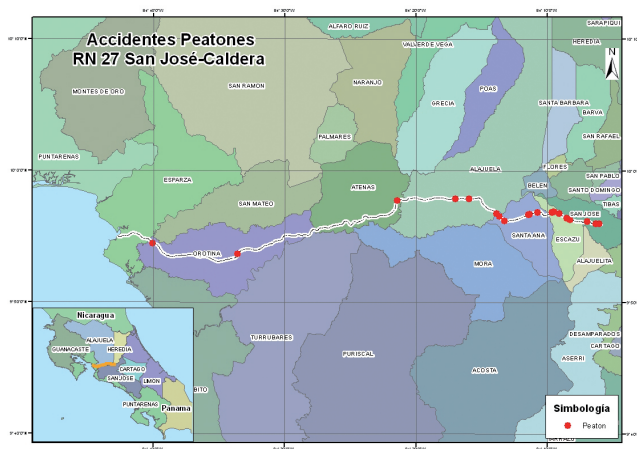 Accidentes Peatones
RN 27 San José-Caldera
ALFARO RUIZ
SARAPIQUI
HEREDIA
VALVERDE VEGA
N
MONTES DE ORO
SAN RAMON
NARANJO
POAS
GRECIA
SANTA BARBARA
BARVA
PALMARES
SAN RAFAEL
PUNTARENAS
ESPARZA
ATENAS
ALAJUELA
FLORES
SAN PABLO
BELEN
SANTO DOMINGO
SAN MATEO
TIBAS
SAN JOSE
SANTA ANA
ESCAZU
OROTINA
ALAJUELITA
MORA
TURRUBARES
PURISCAL
ACOSTA
DESAMPARADOS
CARTAGO
ASERRI
BITO
Nicaragua
ALAJUELA
HEREDIA
GUANACASTE
CARTAGO
SAN JOSE
LIMON
PUNTARENAS
Panama
Simbología
Peaton